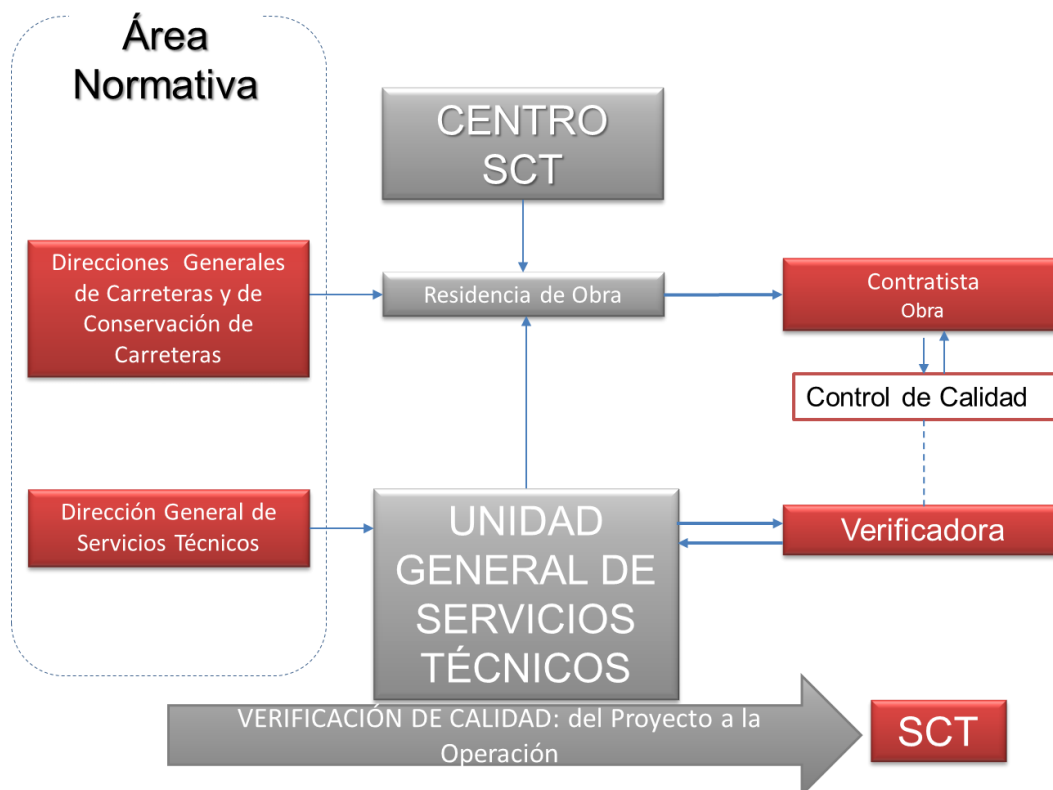 Área
Normativa
CENTRO
SCT
Direcciones Generales
de Carreteras y de
Conservación de
Carreteras
Residencia de Obra
Contratista
Obra
Control de Calidad
Dirección General de
Servicios Técnicos
UNIDAD
GENERAL DE
SERVICIOS
TÉCNICOS
Verificadora
VERIFICACIÓN DE CALIDAD: del Proyecto a la
Operación
SCT